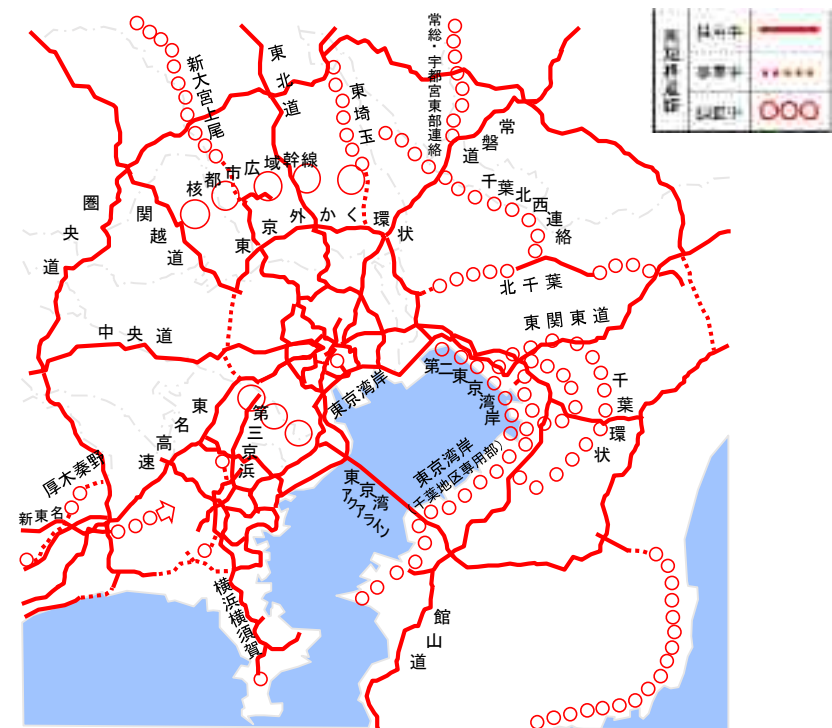 新大宮上尾
東北道
常総・宇都宮東部連絡
東埼玉
常磐道
核都市広域幹線
千葉北西連絡
圏央道
関越道
東京外かく環状
北千葉
中央道
東関東道
第二東京湾岸
千葉環状
東京湾岸
東名高速
第三京浜
厚木秦野
新東名
東京湾アクアライン
東京湾岸
(千葉地区専用部)
横浜横須賀
館山道